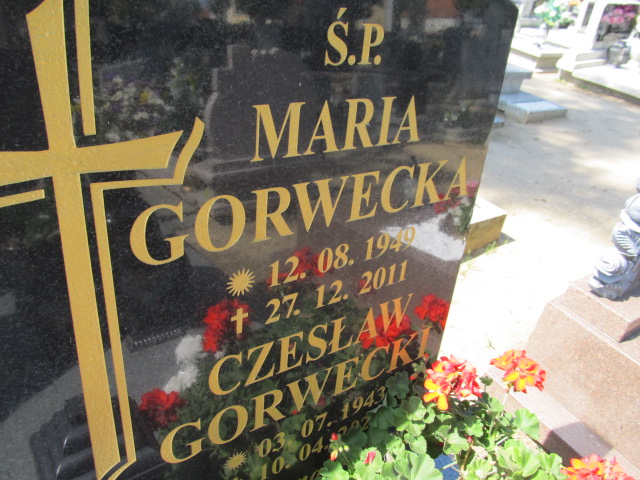 Ś.P.
MARIA
GORWECKA
12. 08. 1949
27. 12. 2011
CZESŁAW
GORWECKI
03. 07. 1943
10. 04.